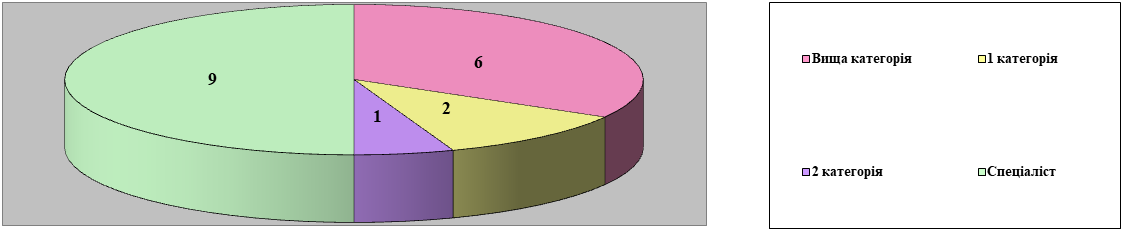 9
6
2
1
Вища категорія
1 категорія
2 категорія
Спеціаліст